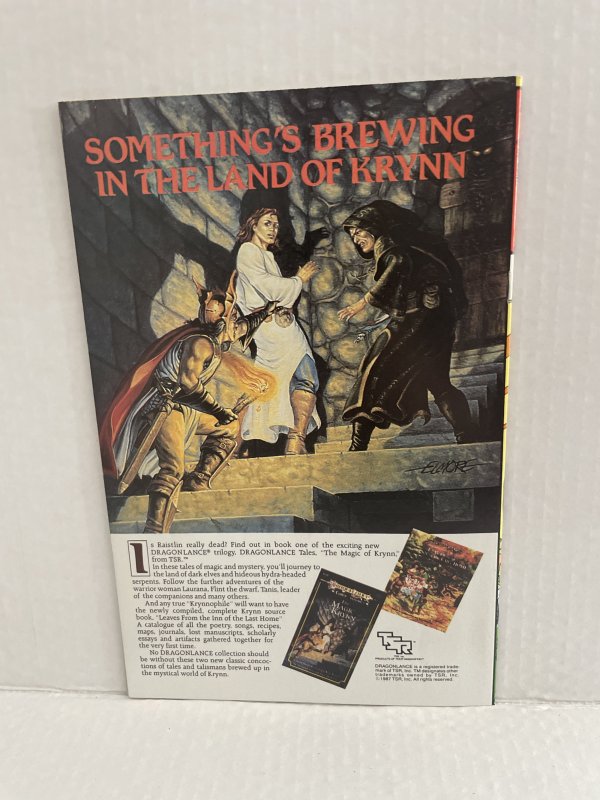 SOMETHING'S BREWING
IN THE LAND OF KRYNN
ELMORE
Is Raistlin really dead? Find out in book one of the exciting new
DRAGONLANCE® trilogy, DRAGONLANCE Tales, "The Magic of Krynn,"
from TSR.™
In these tales of magic and mystery, you'll journey to
the land of dark elves and hideous hydra-headed
serpents. Follow the further adventures of the
warrior woman Laurana, Flint the dwarf, Tanis, leader
of the companions and many others.
And any true "Krynnophile" will want to have
the newly compiled, complete Krynn source
book, "Leaves From the Inn of the Last Home"
A catalogue of all the poetry, songs, recipes,
maps, journals, lost manuscripts, scholarly
essays and artifacts gathered together for
the very first time.
No DRAGONLANCE collection should
be without these two new classic concoc-
tions of tales and talismans brewed up in
the mystical world of Krynn.
MAGIC
KRYNN
TSR
PRODUCTS OF YOUR IMAGINATION™
DRAGONLANCE is a registered trade-
mark of TSR, Inc. TM designates other
trademarks owned by TSR, Inc.
©1987 TSR, Inc. All rights reserved.